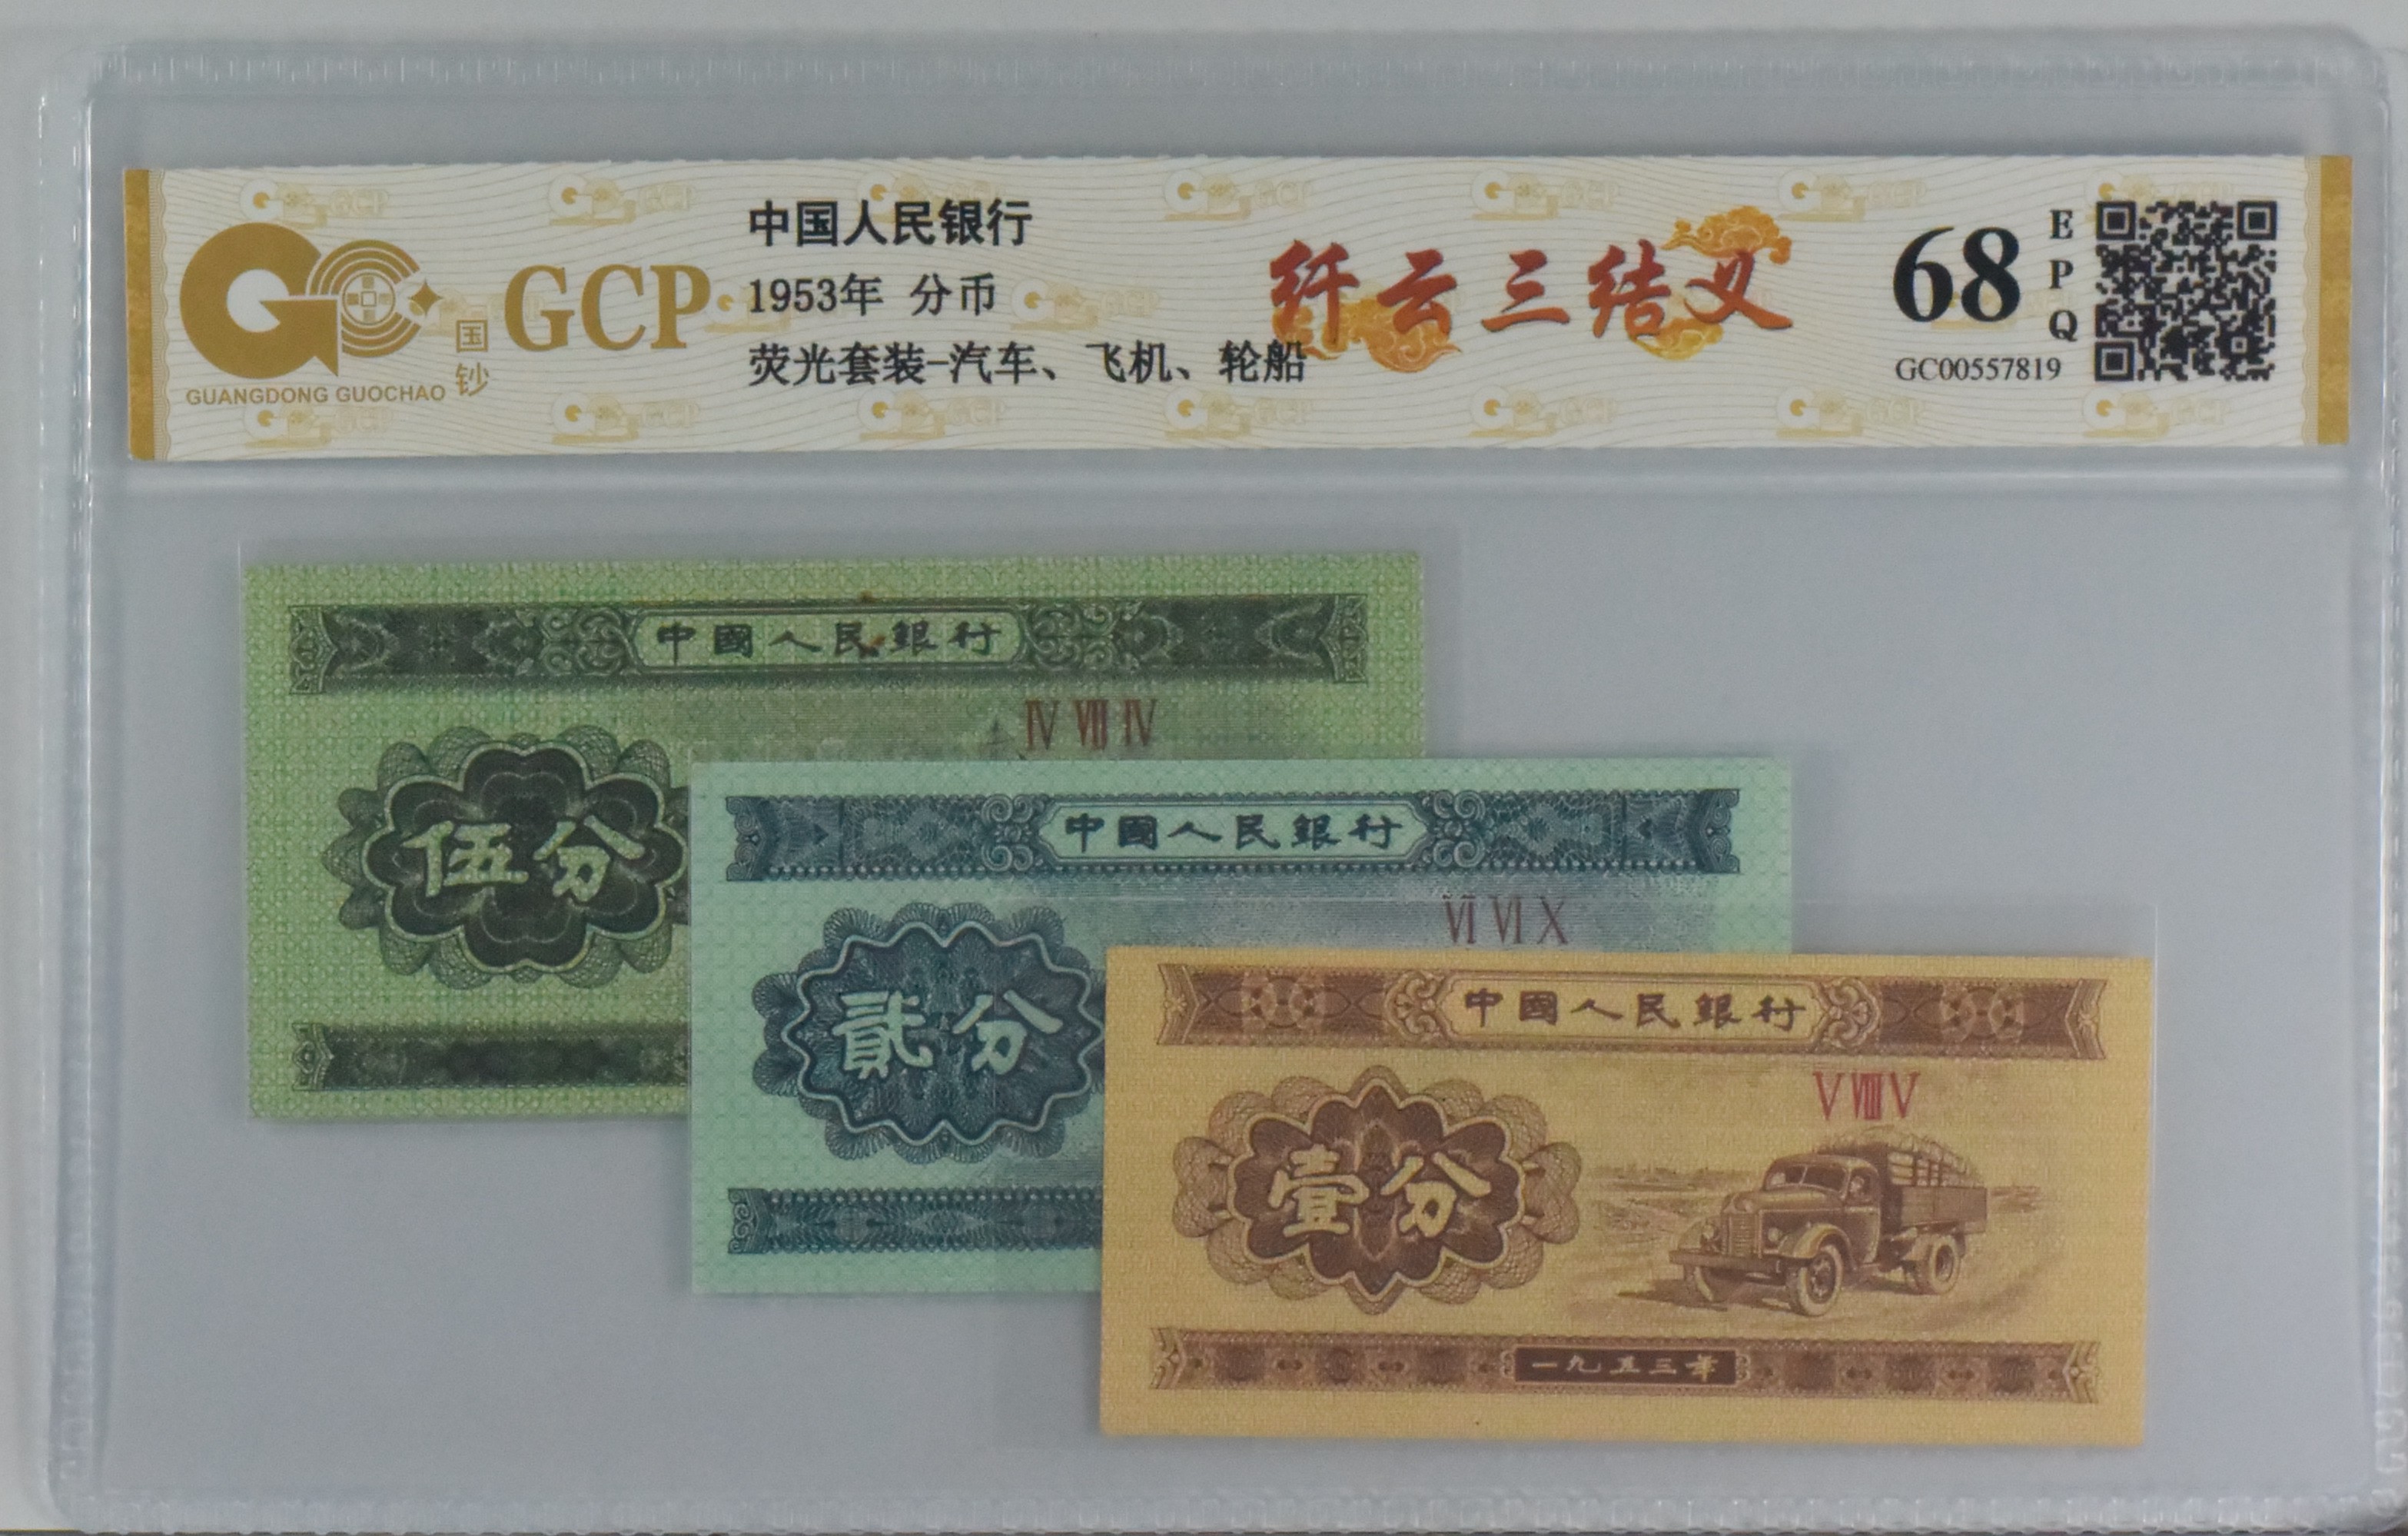 中国人民银行
1953年 分币
荧光套装-汽车、飞机、轮船
GCP
国钞
GUANGDONG GUOCHAO
纤云三结义
68
EPQ
GC00557819
中國人民銀行
Ⅳ Ⅶ Ⅳ
伍分
中國人民銀行
Ⅵ Ⅵ Ⅹ
貳分
中國人民銀行
Ⅴ Ⅷ Ⅴ
壹分
一九五三年